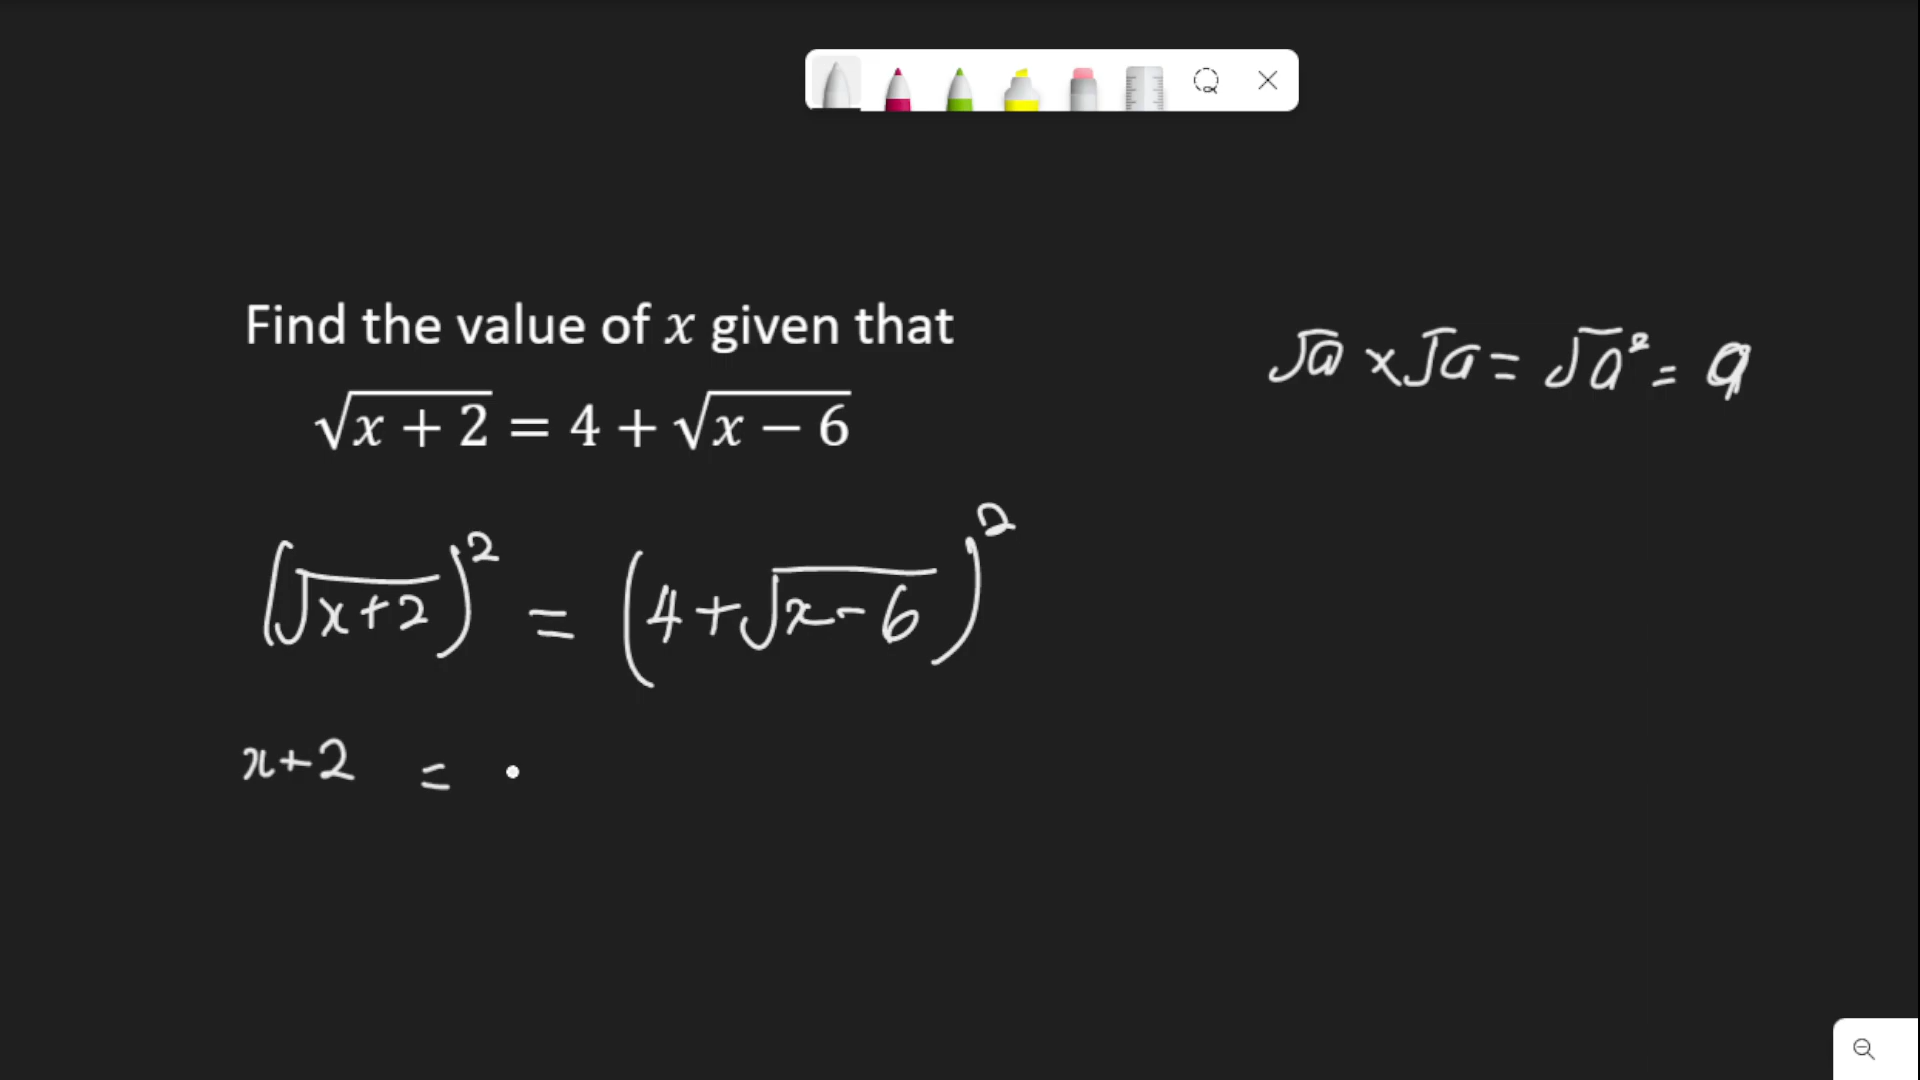 Find the value of x given that
√(x + 2) = 4 + √(x − 6)
√a × √a = √a² = a
(√(x+2))² = (4+√(x-6))²
x+2 =